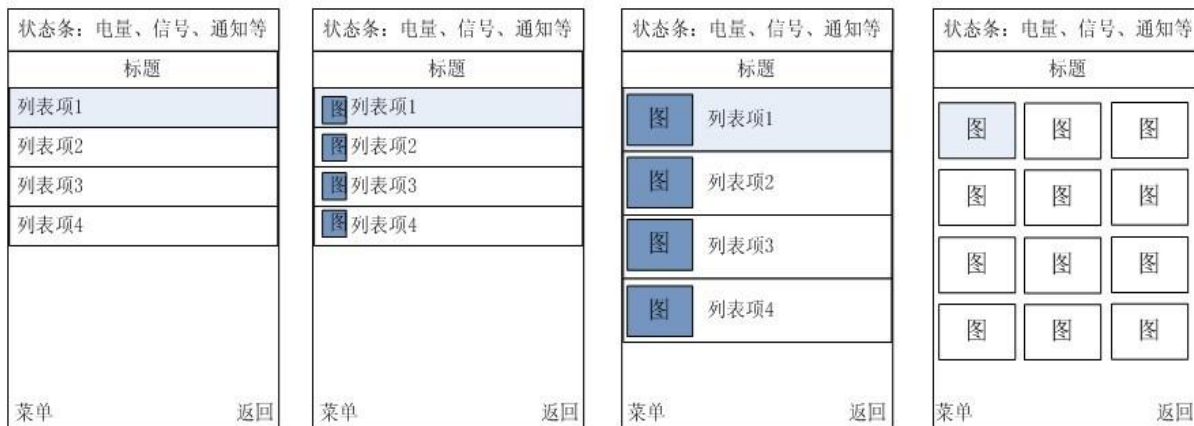 状态条：电量、信号、通知等
标题
列表项1
列表项2
列表项3
列表项4
菜单 返回
状态条：电量、信号、通知等
标题
图 列表项1
图 列表项2
图 列表项3
图 列表项4
菜单 返回
状态条：电量、信号、通知等
标题
图 列表项1
图 列表项2
图 列表项3
图 列表项4
菜单 返回
状态条：电量、信号、通知等
标题
图 图 图
图 图 图
图 图 图
图 图 图
菜单 返回